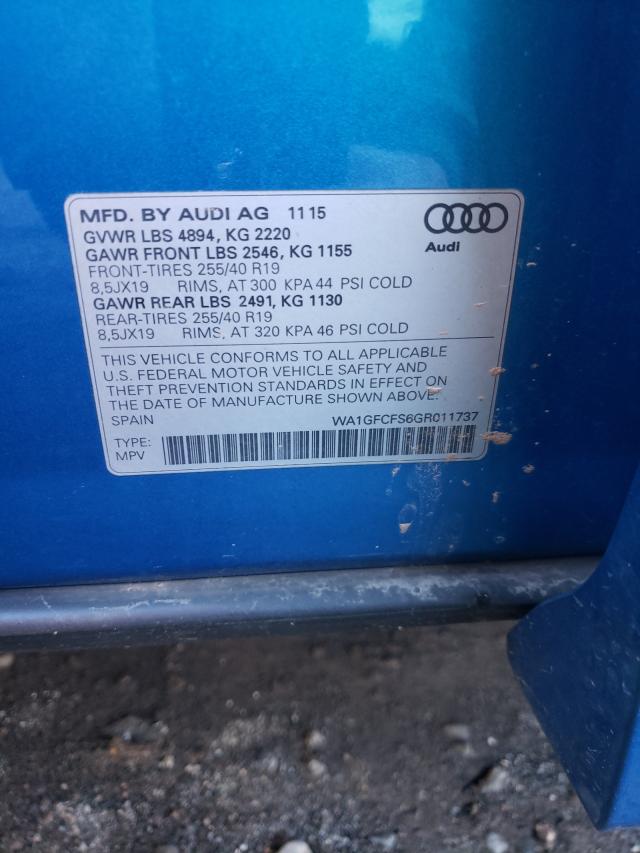 MFD. BY AUDI AG 11 15
GVWR LBS 4894, KG 2220
GAWR FRONT LBS 2546, KG 1155
FRONT-TIRES 255/40 R19
8,5JX19 RIMS, AT 300 KPA 44 PSI COLD
GAWR REAR LBS 2491, KG 1130
REAR-TIRES 255/40 R19
8,5JX19 RIMS, AT 320 KPA 46 PSI COLD
Audi
THIS VEHICLE CONFORMS TO ALL APPLICABLE
U.S. FEDERAL MOTOR VEHICLE SAFETY AND
THEFT PREVENTION STANDARDS IN EFFECT ON
THE DATE OF MANUFACTURE SHOWN ABOVE.
SPAIN WA1GFCFS6GR011737
TYPE:
MPV